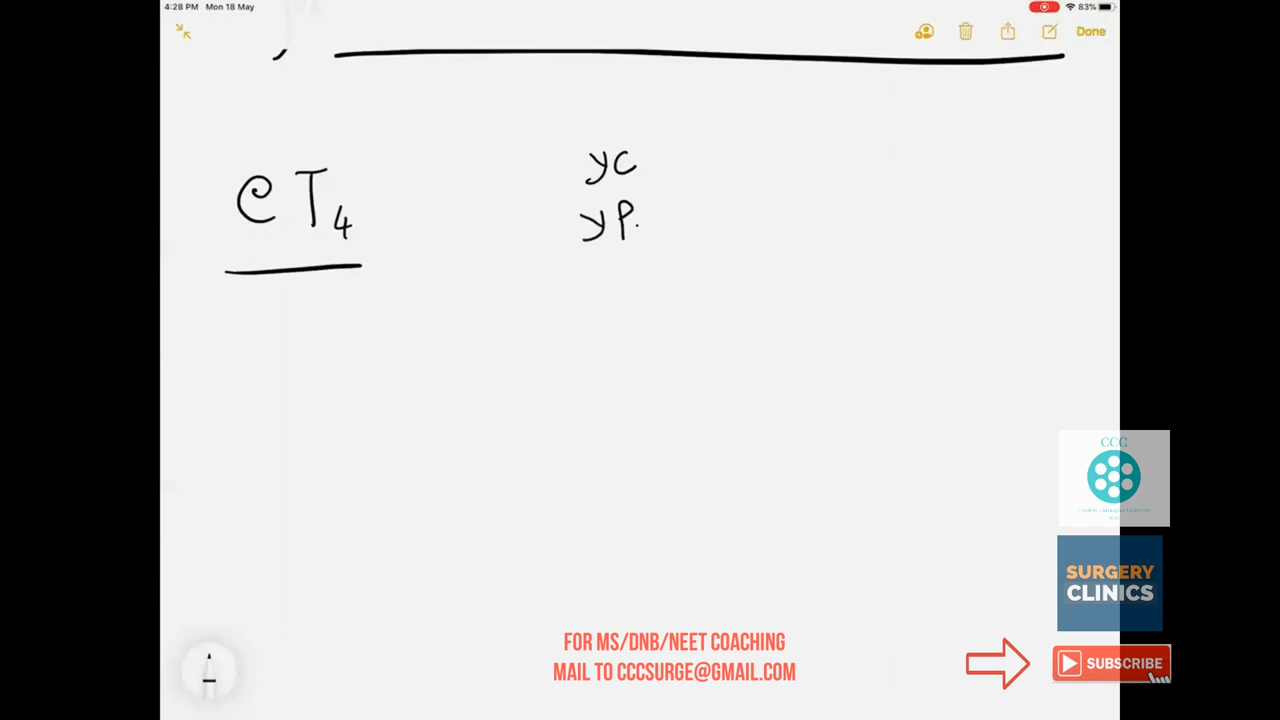 4:28 PM Mon 18 May
83%
Done
CT4
yc
yp.
CCC
SURGERY
CLINICS
FOR MS/DNB/NEET COACHING
MAIL TO CCCSURGE@GMAIL.COM
SUBSCRIBE